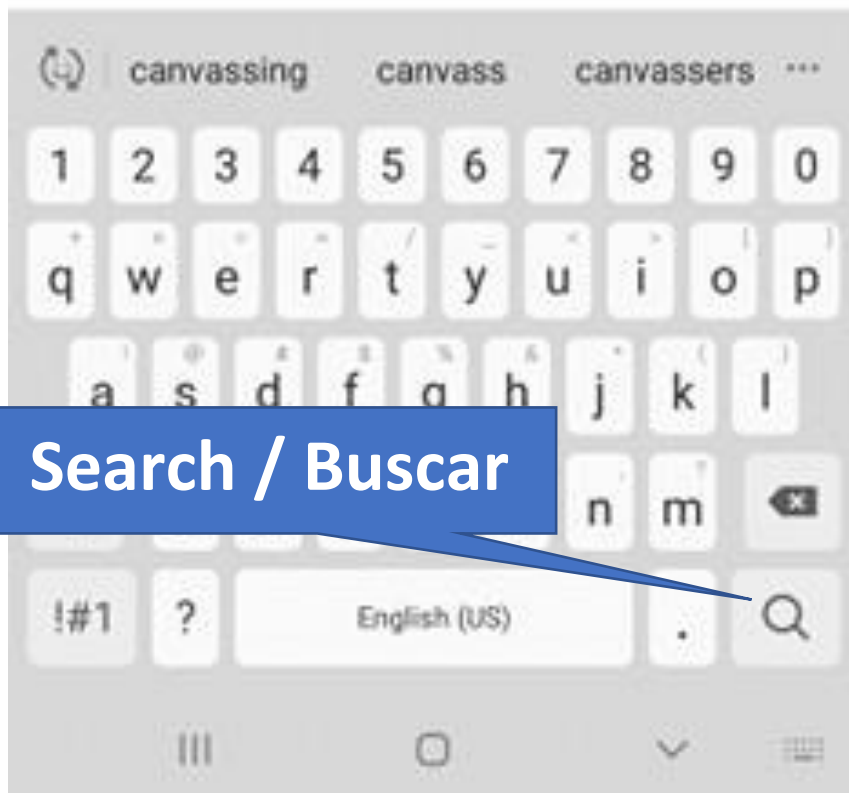 canvassing canvass canvassers ...
1 2 3 4 5 6 7 8 9 0
q w e r t y u i o p
a s d f g h j k l
Search / Buscar
n m
!#1 ? English (US) .